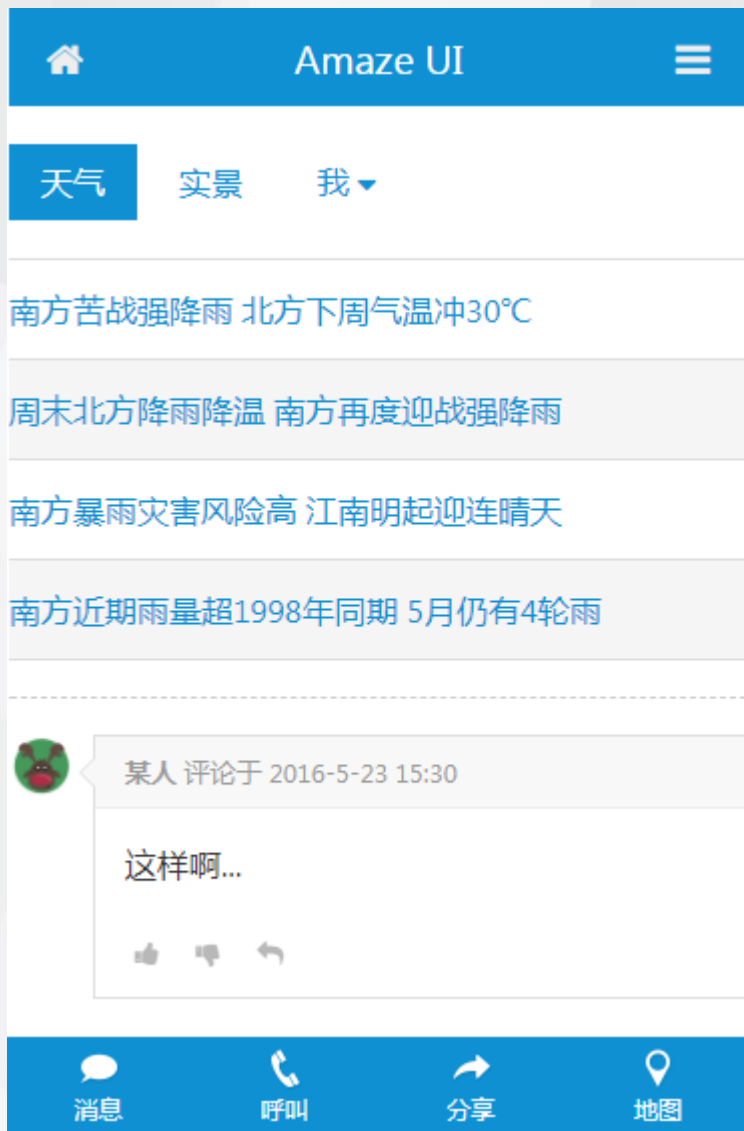 Amaze UI
天气 实景 我
南方苦战强降雨 北方下周气温冲30℃
周末北方降雨降温 南方再度迎战强降雨
南方暴雨灾害风险高 江南明起迎连晴天
南方近期雨量超1998年同期 5月仍有4轮雨
某人 评论于 2016-5-23 15:30
这样啊...
消息 呼叫 分享 地图